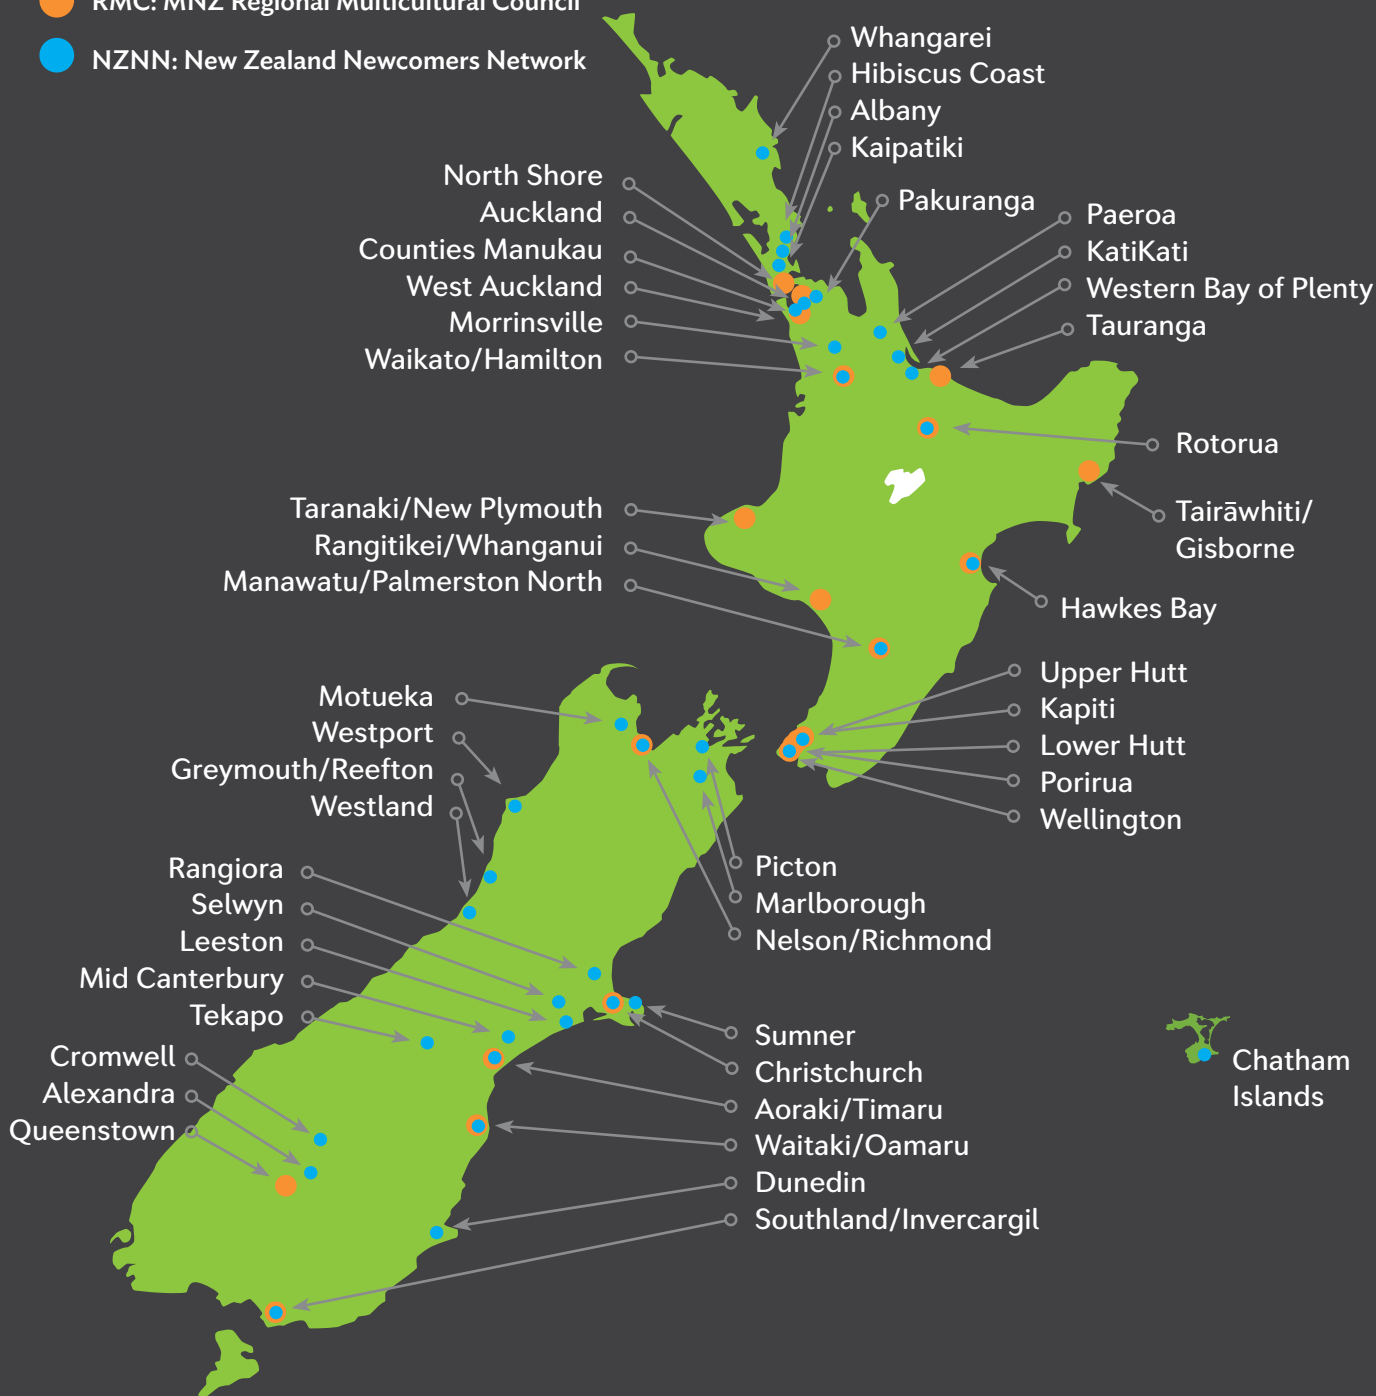 RMC: MNZ Regional Multicultural Council
NZNN: New Zealand Newcomers Network
Whangarei
Hibiscus Coast
Albany
Kaipatiki
Pakuranga
North Shore
Auckland
Counties Manukau
West Auckland
Morrinsville
Waikato/Hamilton
Paeroa
KatiKati
Western Bay of Plenty
Tauranga
Rotorua
Tairāwhiti/
Gisborne
Hawkes Bay
Taranaki/New Plymouth
Rangitikei/Whanganui
Manawatu/Palmerston North
Upper Hutt
Kapiti
Lower Hutt
Porirua
Wellington
Motueka
Westport
Greymouth/Reefton
Westland
Picton
Marlborough
Nelson/Richmond
Rangiora
Selwyn
Leeston
Mid Canterbury
Tekapo
Cromwell
Alexandra
Queenstown
Sumner
Christchurch
Aoraki/Timaru
Waitaki/Oamaru
Dunedin
Southland/Invercargil
Chatham
Islands